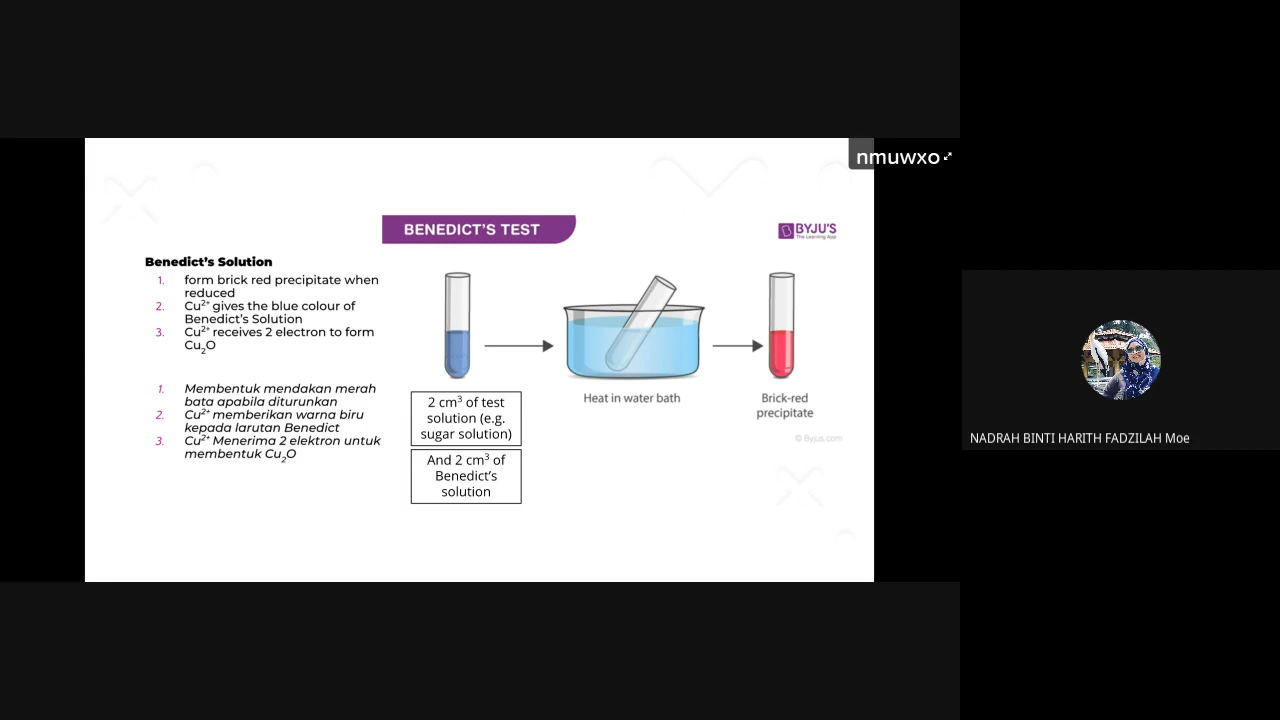 nmuwxo
BENEDICT'S TEST
BYJU'S
The Learning App
Benedict's Solution
1. form brick red precipitate when
reduced
2. Cu²⁺ gives the blue colour of
Benedict's Solution
3. Cu²⁺ receives 2 electron to form
Cu₂O
1. Membentuk mendakan merah
bata apabila diturunkan
2. Cu²⁺ memberikan warna biru
kepada larutan Benedict
3. Cu²⁺ Menerima 2 elektron untuk
membentuk Cu₂O
2 cm³ of test
solution (e.g.
sugar solution)
And 2 cm³ of
Benedict's
solution
Heat in water bath
Brick-red
precipitate
© Byjus.com
NADRAH BINTI HARITH FADZILAH Moe